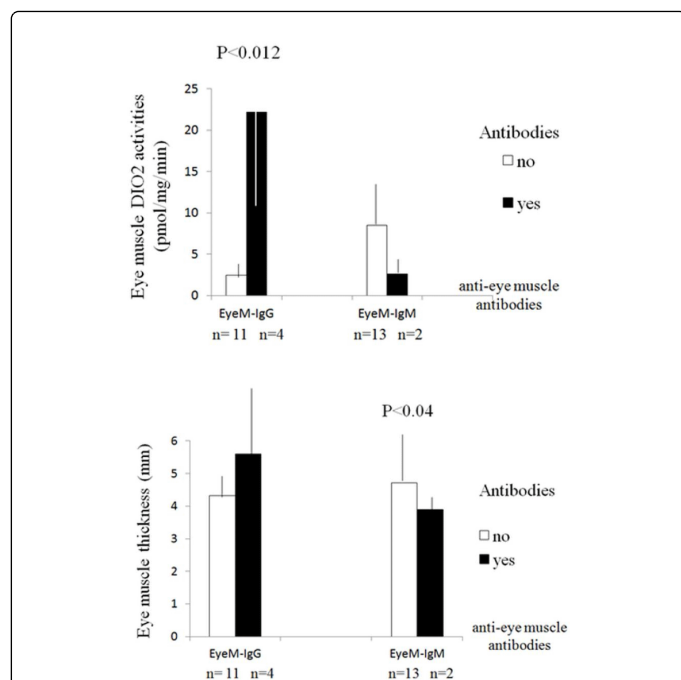 P<0.012
Eye muscle DIO2 activities
(pmol/mg/min)
25
20
15
10
5
0
Antibodies
no
yes
anti-eye muscle
antibodies
EyeM-IgG EyeM-IgM
n= 11 n=4 n=13 n=2
P<0.04
Eye muscle thickness (mm)
6
5
4
3
2
1
0
Antibodies
no
yes
anti-eye muscle
antibodies
EyeM-IgG EyeM-IgM
n= 11 n=4 n=13 n=2